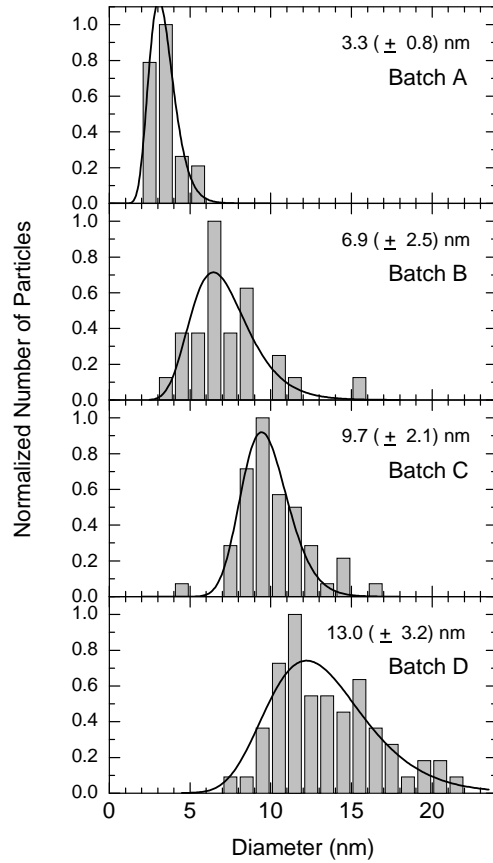 Normalized Number of Particles
1.0
0.8
0.6
0.4
0.2
0.0
3.3 ( ± 0.8) nm
Batch A
1.0
0.8
0.6
0.4
0.2
0.0
6.9 ( ± 2.5) nm
Batch B
1.0
0.8
0.6
0.4
0.2
0.0
9.7 ( ± 2.1) nm
Batch C
1.0
0.8
0.6
0.4
0.2
0.0
13.0 ( ± 3.2) nm
Batch D
0 5 10 15 20
Diameter (nm)